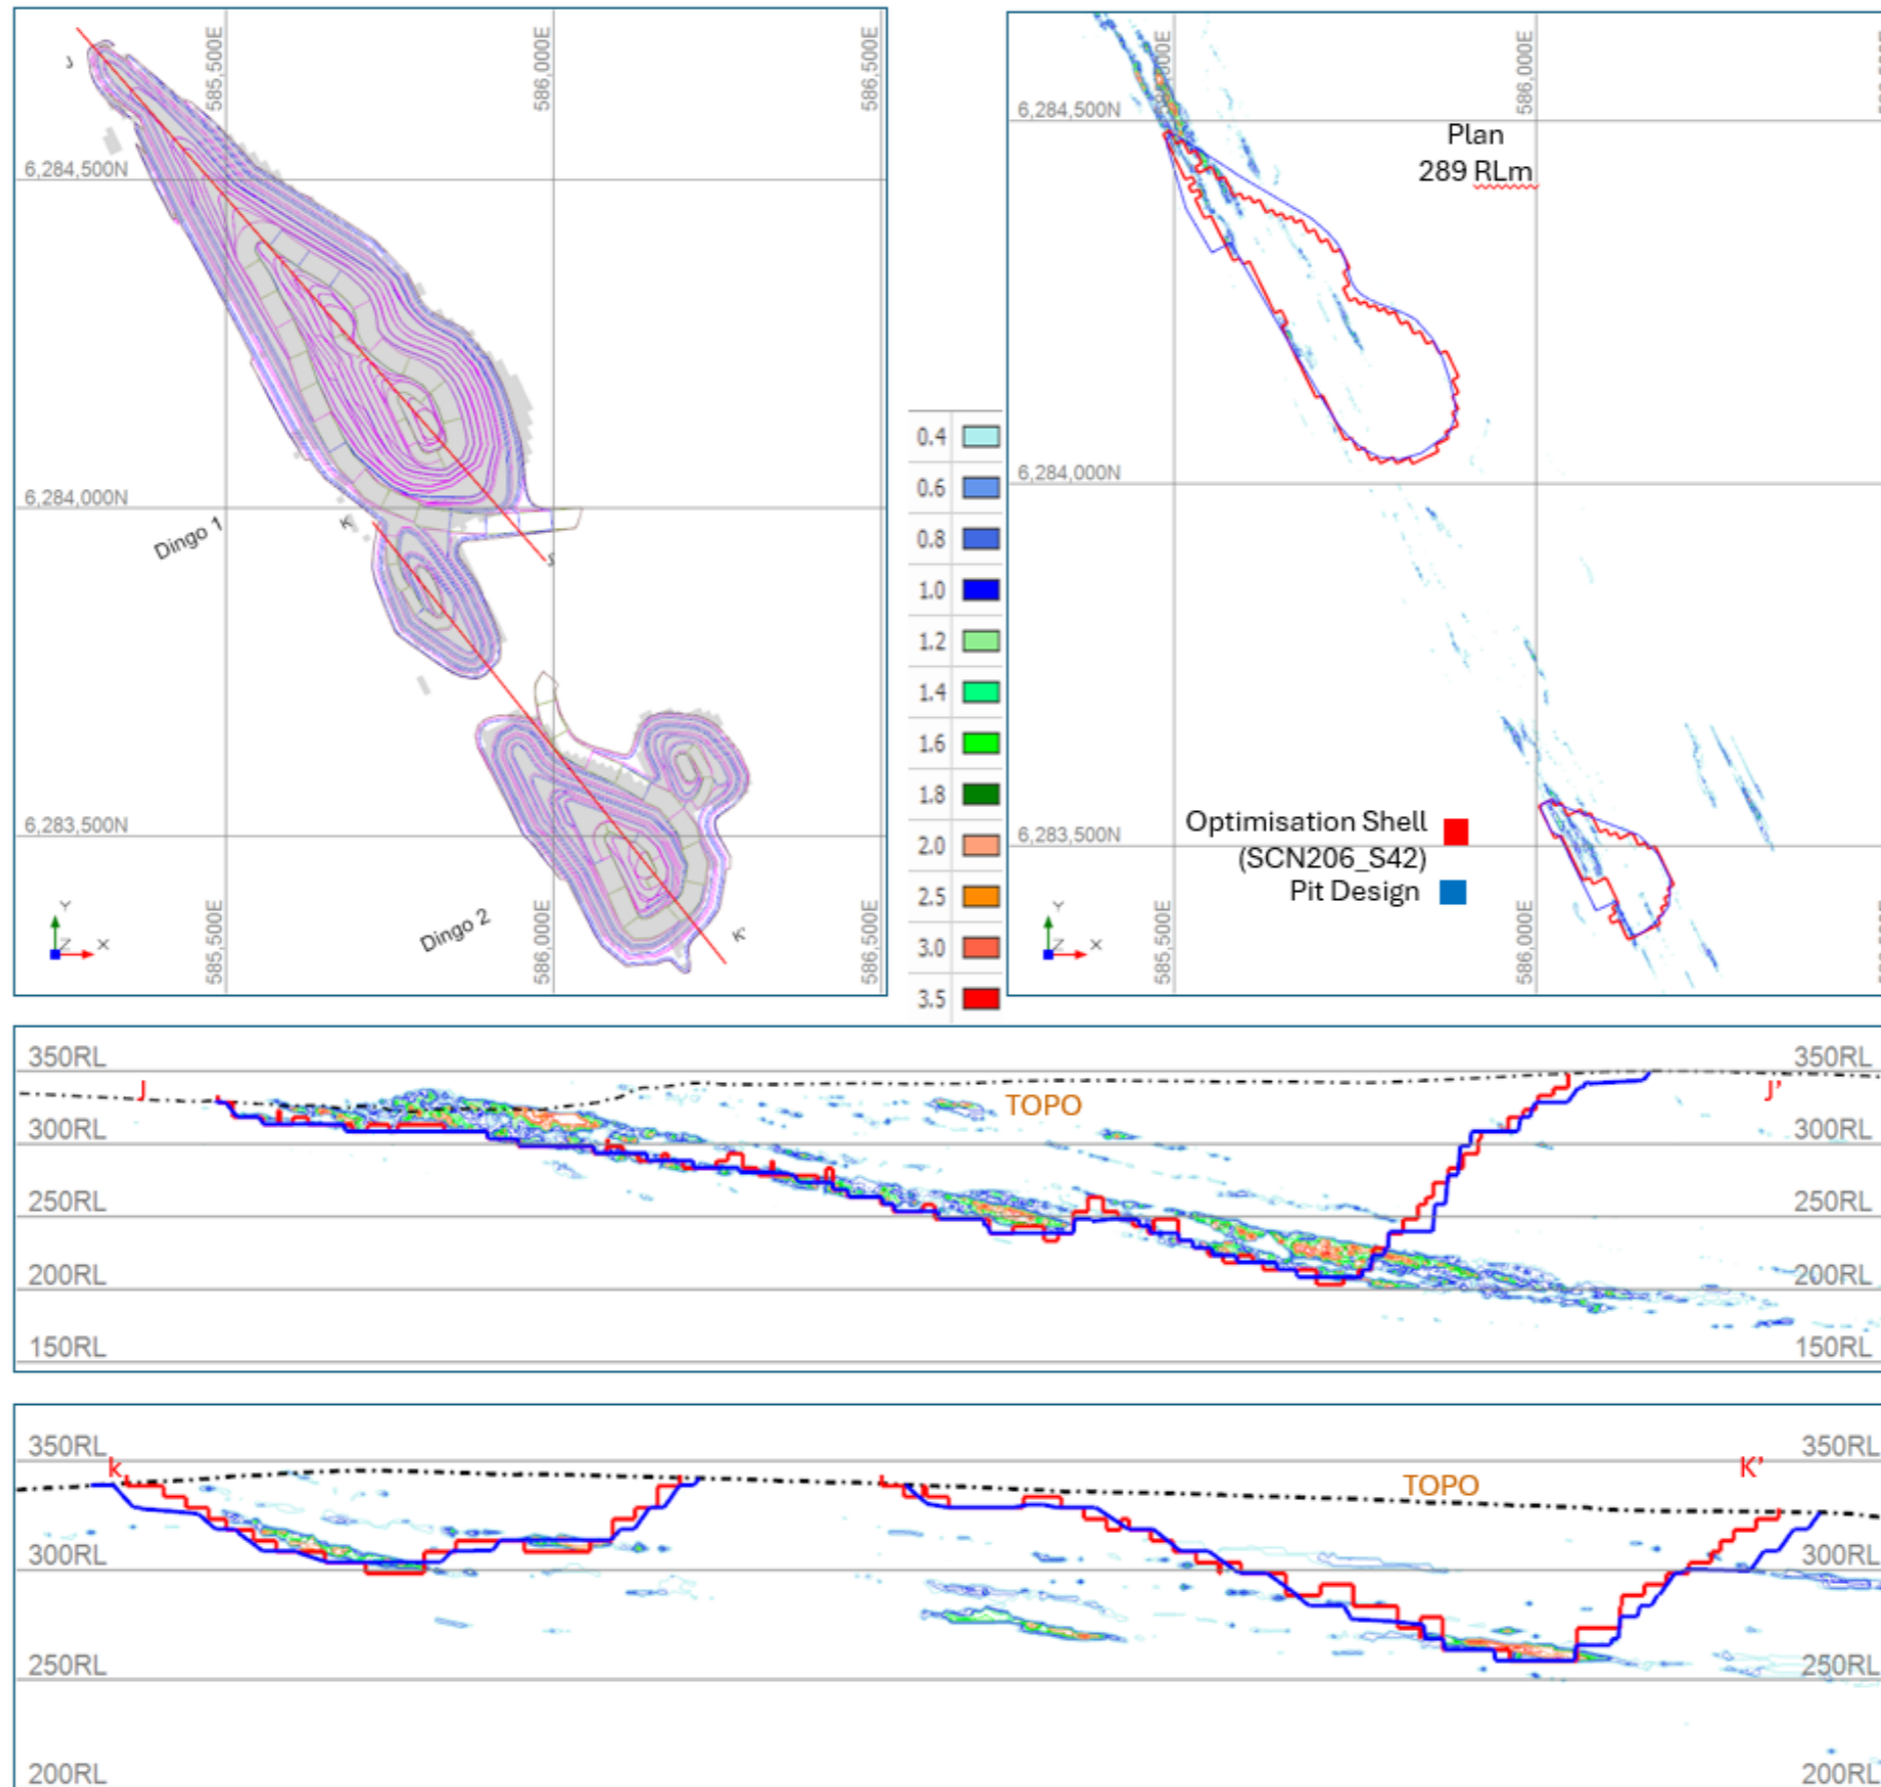 J
585,500E
586,000E
586,500E
6,284,500N
6,284,000N
Dingo 1
K
J'
6,283,500N
Dingo 2
K'
585,500E
586,000E
586,500E
Y
Z
X
0.4
0.6
0.8
1.0
1.2
1.4
1.6
1.8
2.0
2.5
3.0
3.5
586,000E
6,284,500N
Plan
289 RLm
6,284,000N
6,283,500N
Optimisation Shell
(SCN206_S42)
Pit Design
585,500E
586,000E
Y
Z
X
350RL
350RL
J
TOPO
J'
300RL
300RL
250RL
250RL
200RL
200RL
150RL
150RL
350RL
350RL
k
K'
TOPO
300RL
300RL
250RL
250RL
200RL
200RL